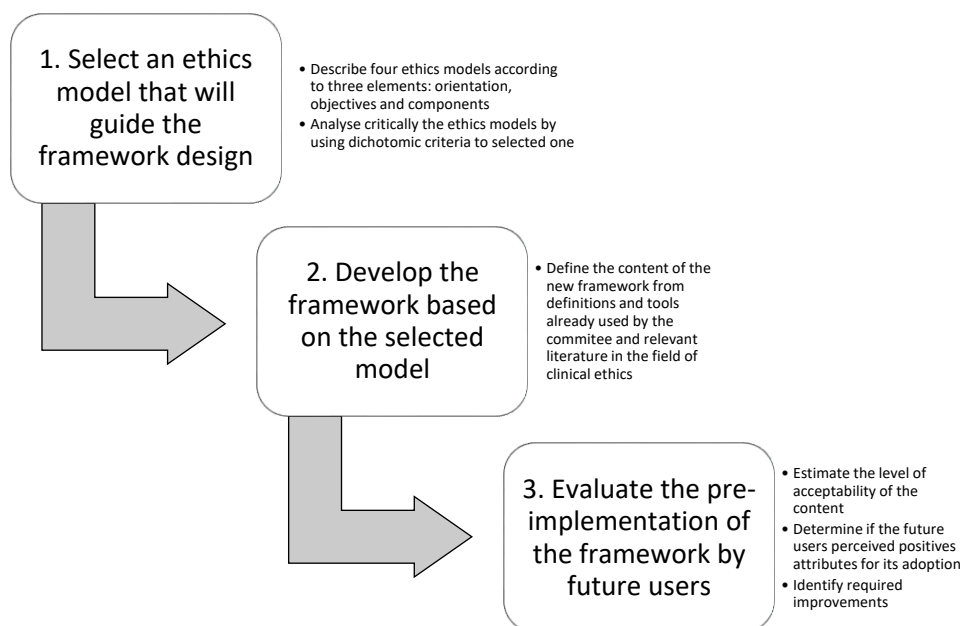 1. Select an ethics
model that will
guide the
framework design
• Describe four ethics models according
to three elements: orientation,
objectives and components
• Analyse critically the ethics models by
using dichotomic criteria to selected one
2. Develop the
framework based
on the selected
model
• Define the content of the
new framework from
definitions and tools
already used by the
commitee and relevant
literature in the field of
clinical ethics
3. Evaluate the pre-
implementation of
the framework by
future users
• Estimate the level of
acceptability of the
content
• Determine if the future
users perceived positives
attributes for its adoption
• Identify required
improvements